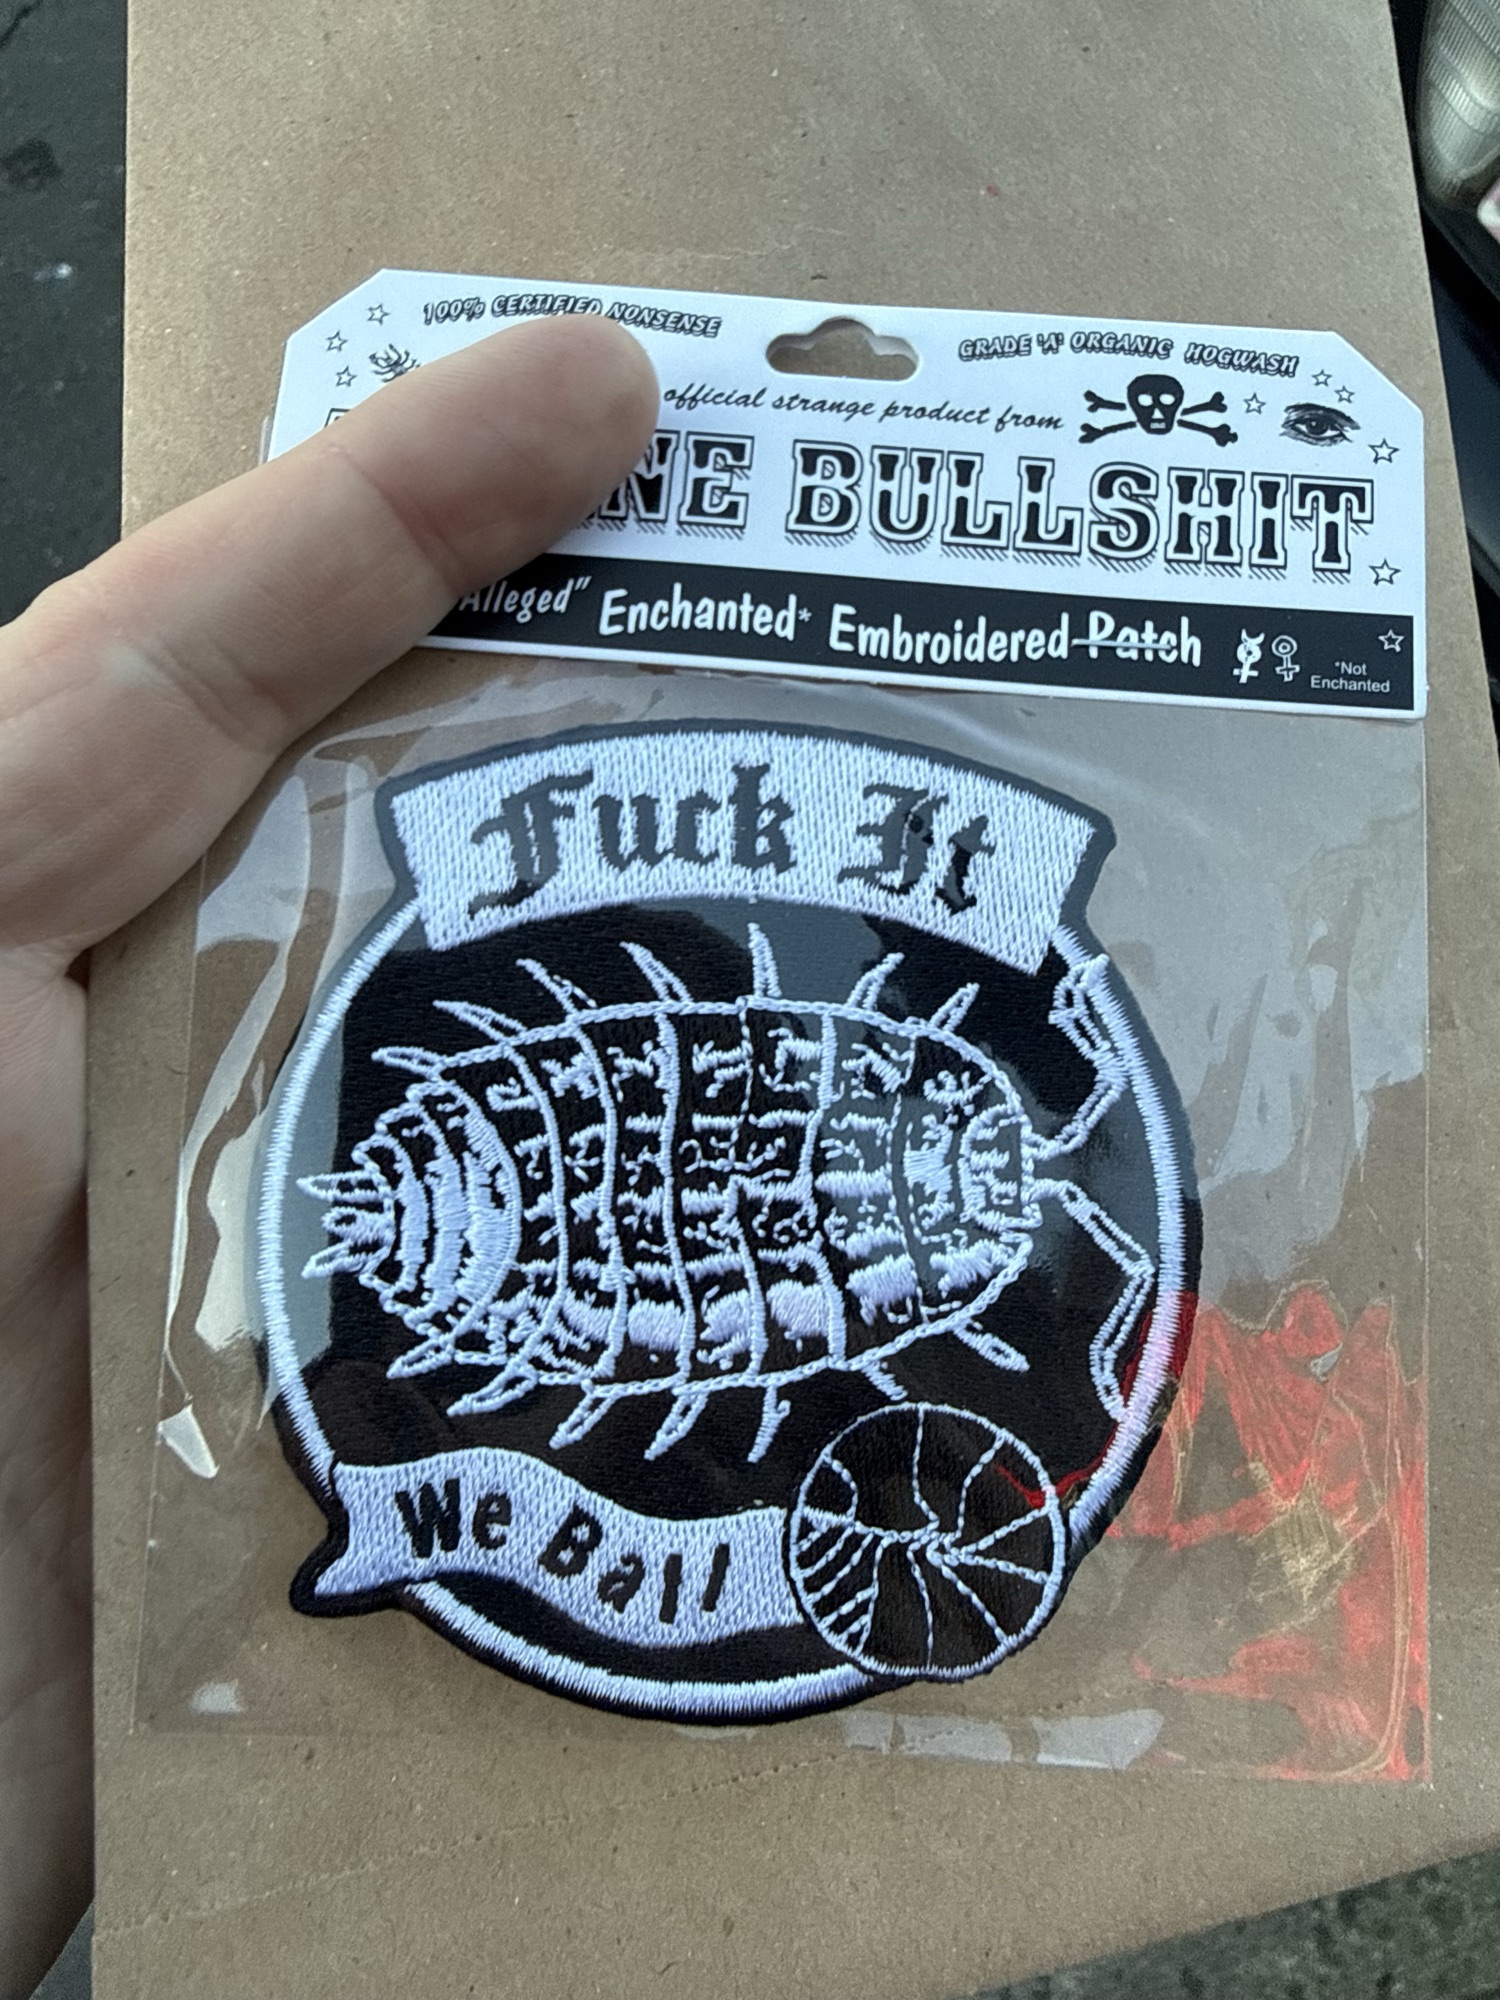 100% CERTIFIED NONSENSE
GRADE 'A' ORGANIC HOGWASH
official strange product from
BULLSHIT
"Alleged" Enchanted* Embroidered Patch
*Not
Enchanted
Fuck It
We Ball